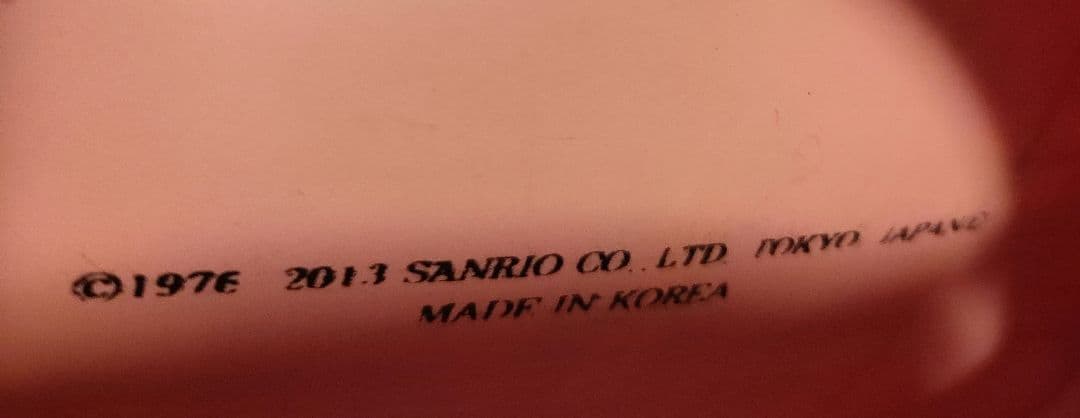 ©1976 2013 SANRIO CO., LTD. TOKYO JAPAN
MADE IN KOREA